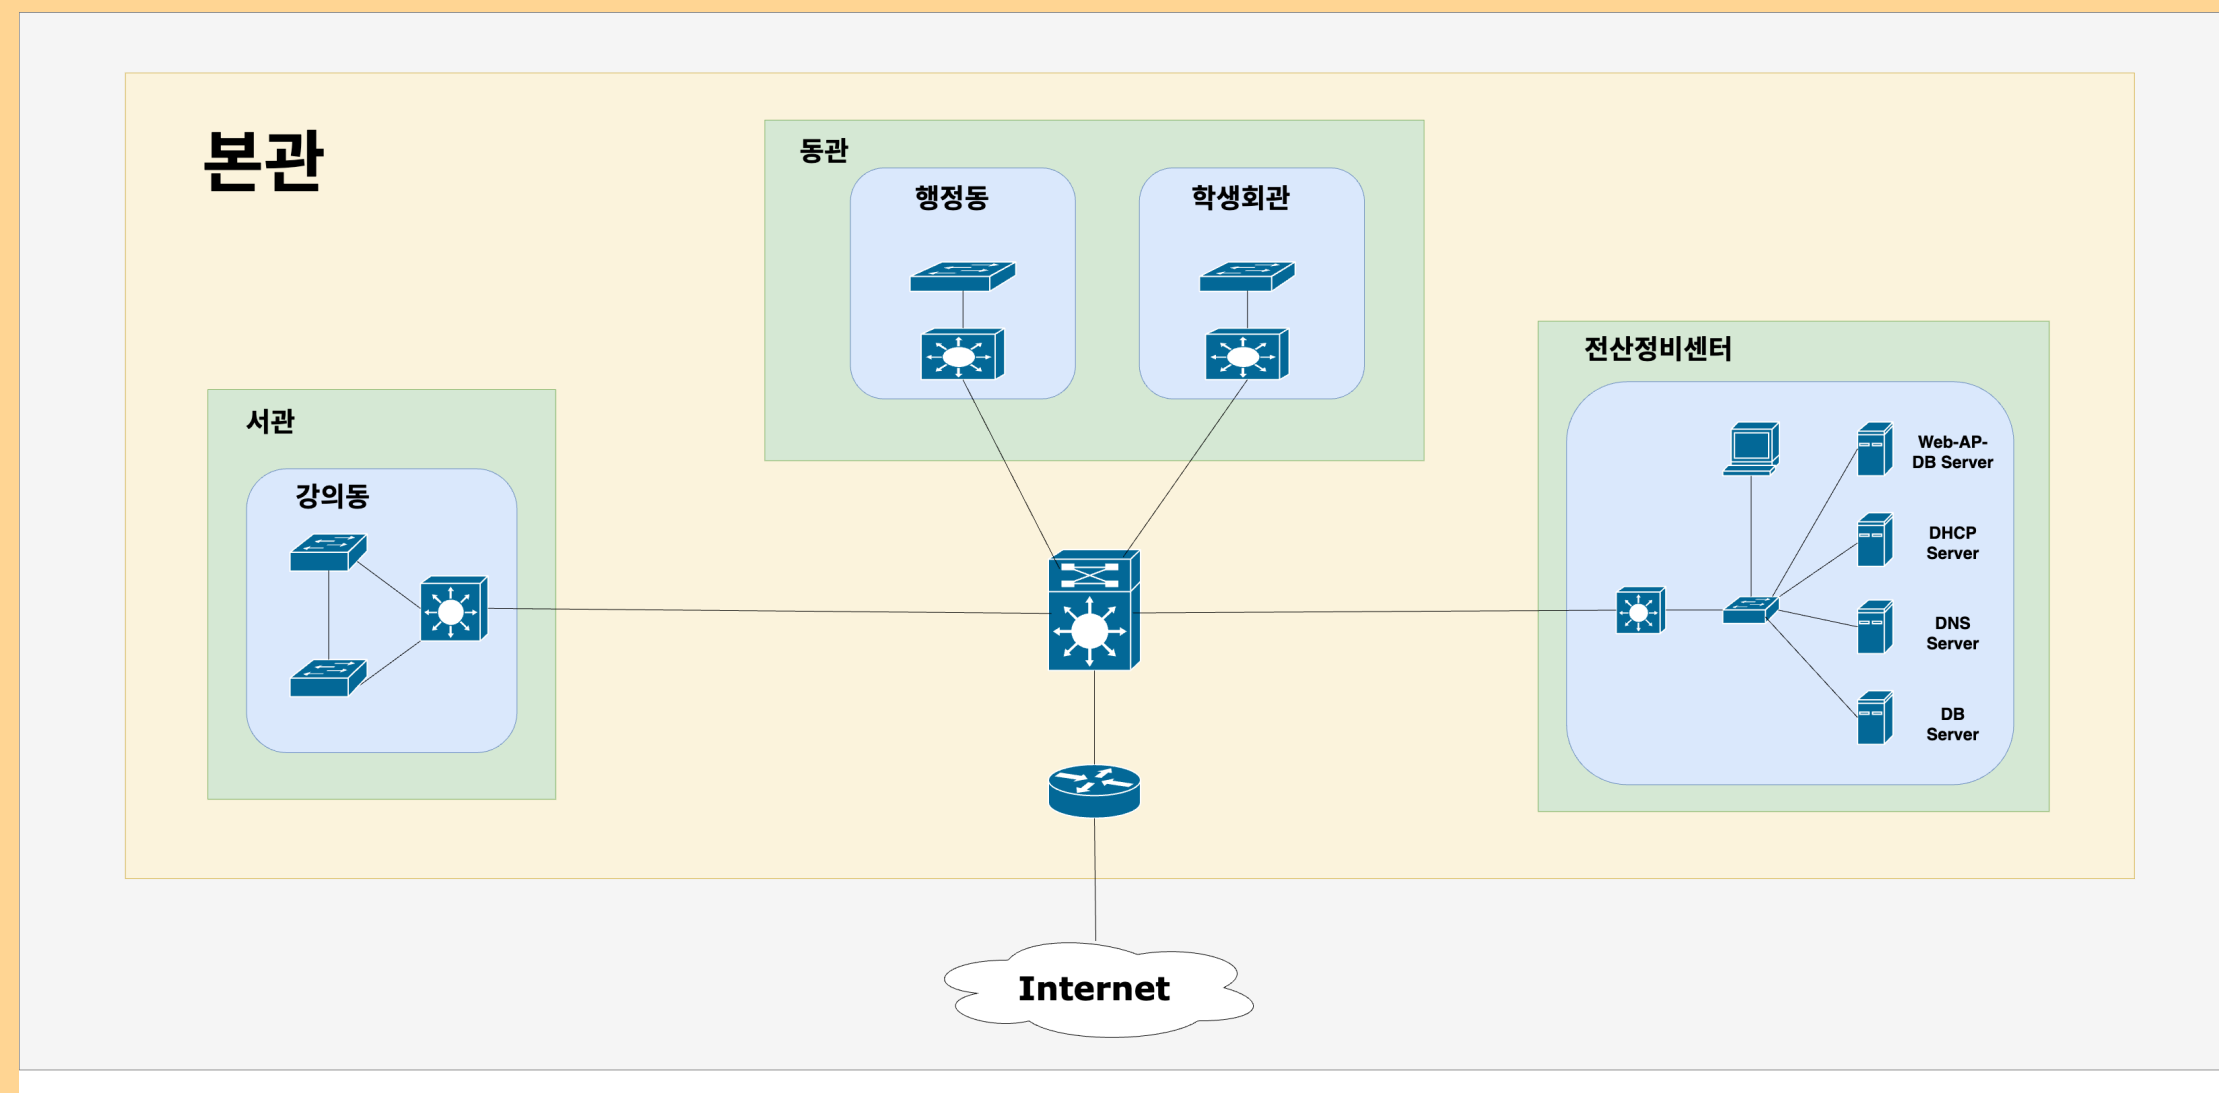 본관
동관
행정동
학생회관
서관
강의동
전산정비센터
Web-AP-
DB Server
DHCP
Server
DNS
Server
DB
Server
Internet